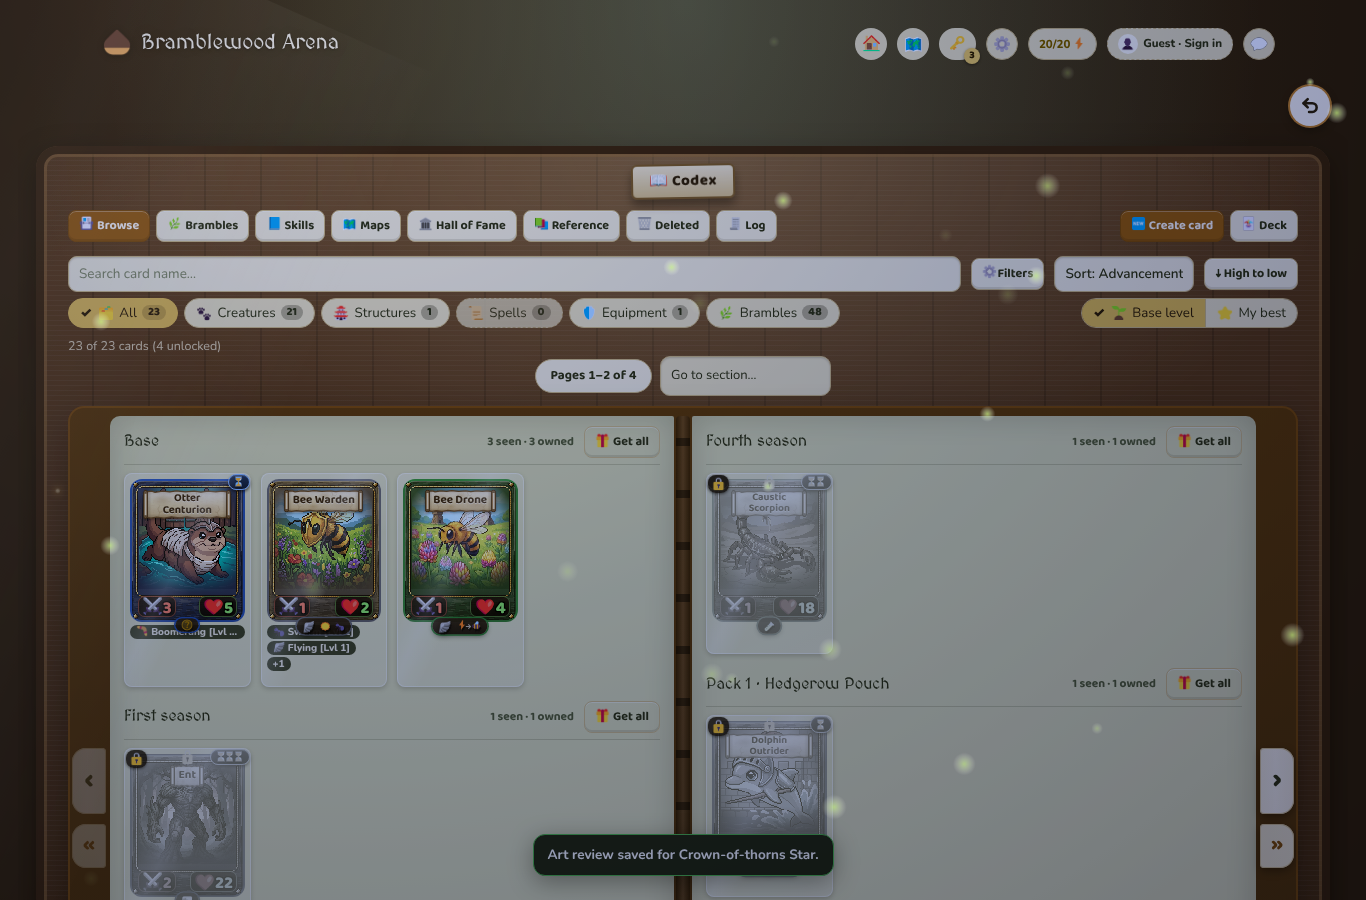 Bramblewood Arena
3
20/20
Guest · Sign in
Codex
Browse
Brambles
Skills
Maps
Hall of Fame
Reference
Deleted
Log
Create card
Deck
Search card name...
Filters
Sort: Advancement
↓ High to low
✔ All 23
Creatures 21
Structures 1
Spells 0
Equipment 1
Brambles 48
✔ Base level
My best
23 of 23 cards (4 unlocked)
Pages 1–2 of 4
Go to section...
Base
3 seen · 3 owned
Get all
Otter
Centurion
3
5
Boomerang [Lvl ...
Bee Warden
1
2
Flying [Lvl 1]
+1
Bee Drone
1
4
First season
1 seen · 1 owned
Get all
Ent
2
22
Fourth season
1 seen · 1 owned
Get all
Caustic
Scorpion
1
18
Pack 1 · Hedgerow Pouch
1 seen · 1 owned
Get all
Dolphin
Outrider
Art review saved for Crown-of-thorns Star.